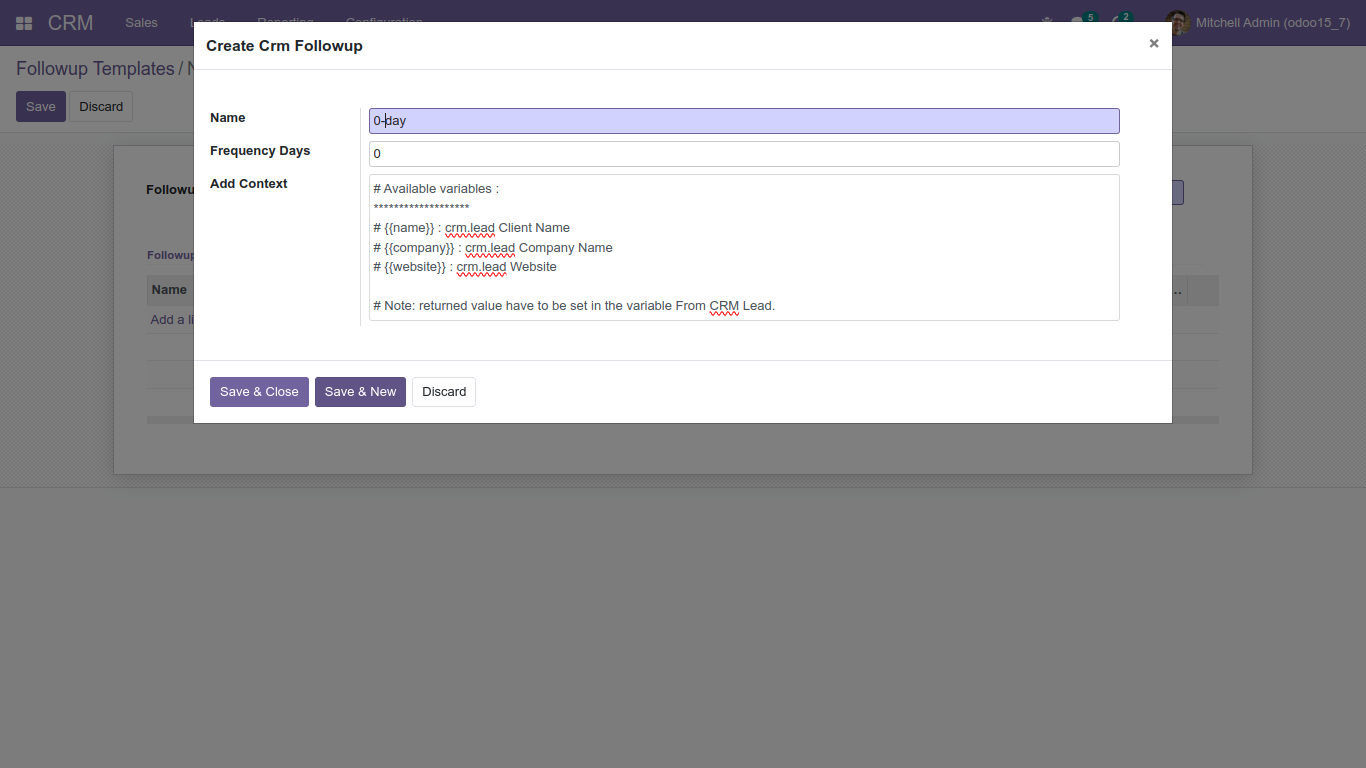 CRM Sales Leads Reporting Configuration 5 2 Mitchell Admin (odoo15_7)
Create Crm Followup ×
Followup Templates /
Save Discard
Name 0-day
Frequency Days 0
Add Context
# Available variables :
*******************
# {{name}} : crm.lead Client Name
# {{company}} : crm.lead Company Name
# {{website}} : crm.lead Website
# Note: returned value have to be set in the variable From CRM Lead.
Followu
Followup
Name
Add a li
Save & Close Save & New Discard